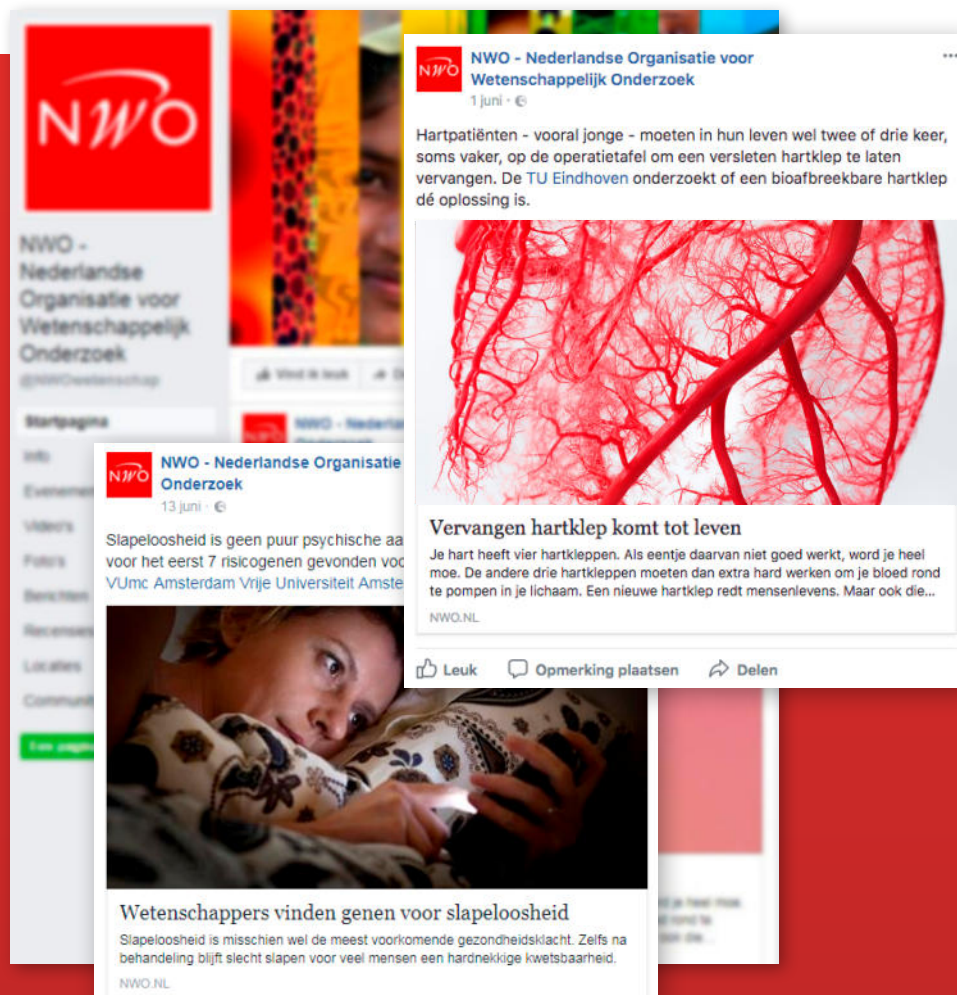 NWO
NWO -
Nederlandse
Organisatie voor
Wetenschappelijk
Onderzoek
@NWOwetenschap
Vind ik leuk
Startpagina
Info
Video's
Foto's
Berichten
Recensies
Locaties
Community
NWO
NWO - Nederlandse Organisatie voor
Wetenschappelijk Onderzoek
1 juni
Hartpatiënten - vooral jonge - moeten in hun leven wel twee of drie keer,
soms vaker, op de operatietafel om een versleten hartklep te laten
vervangen. De TU Eindhoven onderzoekt of een bioafbreekbare hartklep
dé oplossing is.
Vervangen hartklep komt tot leven
Je hart heeft vier hartkleppen. Als eentje daarvan niet goed werkt, word je heel
moe. De andere drie hartkleppen moeten dan extra hard werken om je bloed rond
te pompen in je lichaam. Een nieuwe hartklep redt mensenlevens. Maar ook die...
NWO.NL
Leuk Opmerking plaatsen Delen
NWO
NWO - Nederlandse Organisatie
Onderzoek
13 juni
Slapeloosheid is geen puur psychische aa
voor het eerst 7 risicogenen gevonden voo
VUmc Amsterdam Vrije Universiteit Amste
Wetenschappers vinden genen voor slapeloosheid
Slapeloosheid is misschien wel de meest voorkomende gezondheidsklacht. Zelfs na
behandeling blijft slecht slapen voor veel mensen een hardnekkige kwetsbaarheid.
NWO.NL